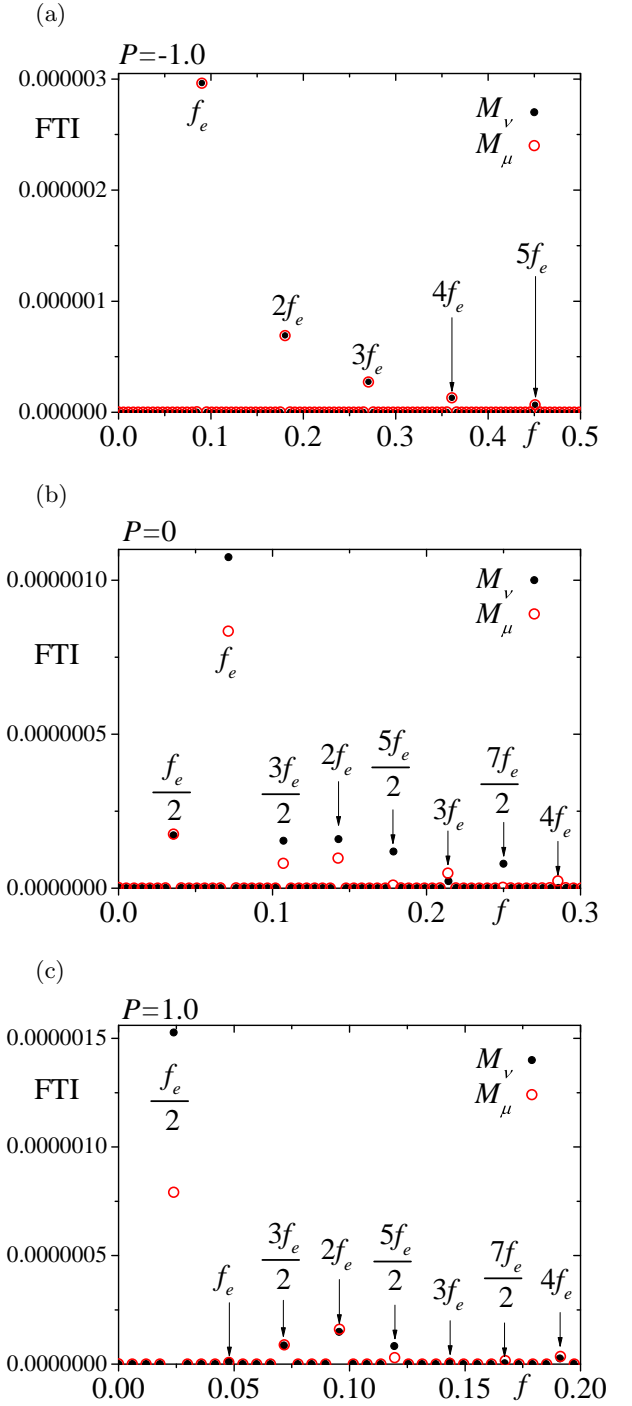 (a)
P=-1.0
0.000003
FTI
0.000002
0.000001
0.000000
f_e
M_ν
M_μ
2f_e
3f_e
4f_e
5f_e
0.0 0.1 0.2 0.3 0.4 f 0.5
(b)
P=0
0.0000010
FTI
0.0000005
0.0000000
M_ν
M_μ
f_e
f_e/2
3f_e/2
2f_e
5f_e/2
3f_e
7f_e/2
4f_e
0.0 0.1 0.2 f 0.3
(c)
P=1.0
0.0000015
FTI
0.0000010
0.0000005
0.0000000
M_ν
M_μ
f_e/2
f_e
3f_e/2
2f_e
5f_e/2
3f_e
7f_e/2
4f_e
0.00 0.05 0.10 0.15 f 0.20